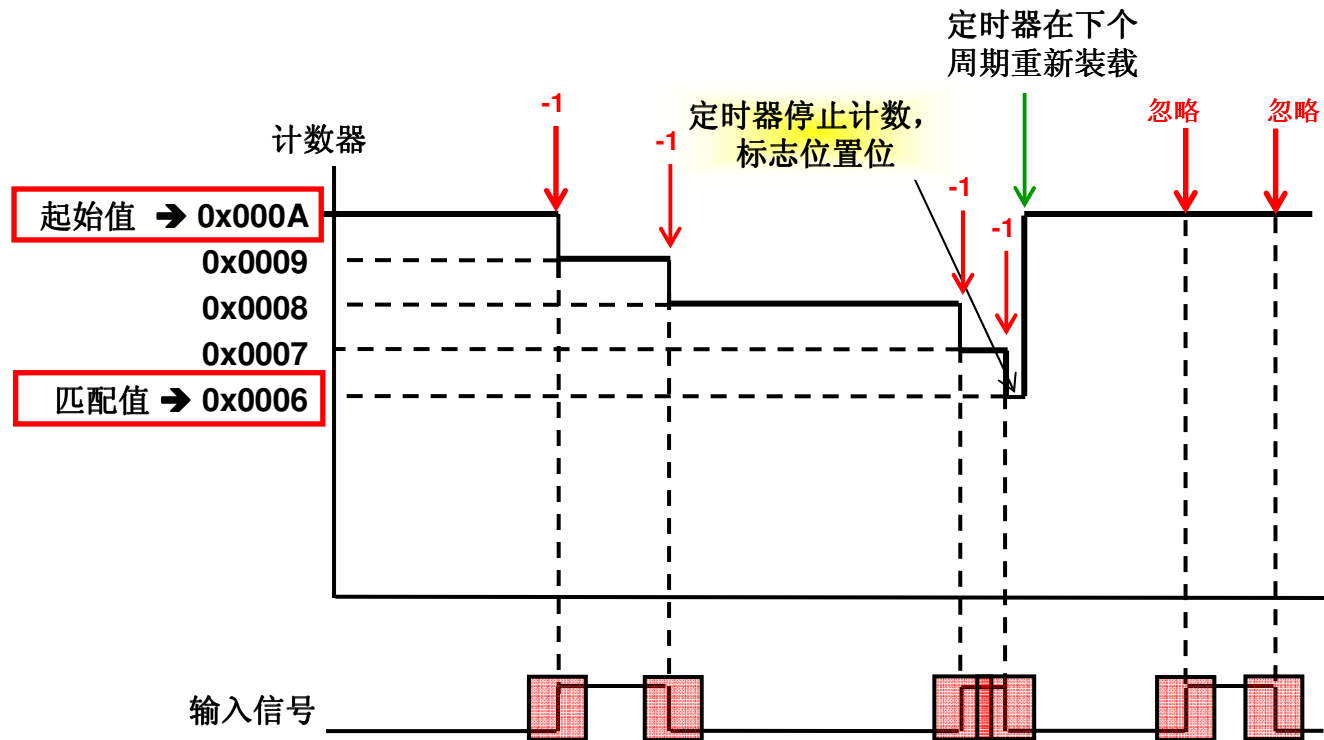 定时器在下个
周期重新装载
-1
定时器停止计数，
标志位置位
忽略
忽略
计数器
-1
-1
起始值 ➔ 0x000A
-1
0x0009
0x0008
0x0007
匹配值 ➔ 0x0006
输入信号